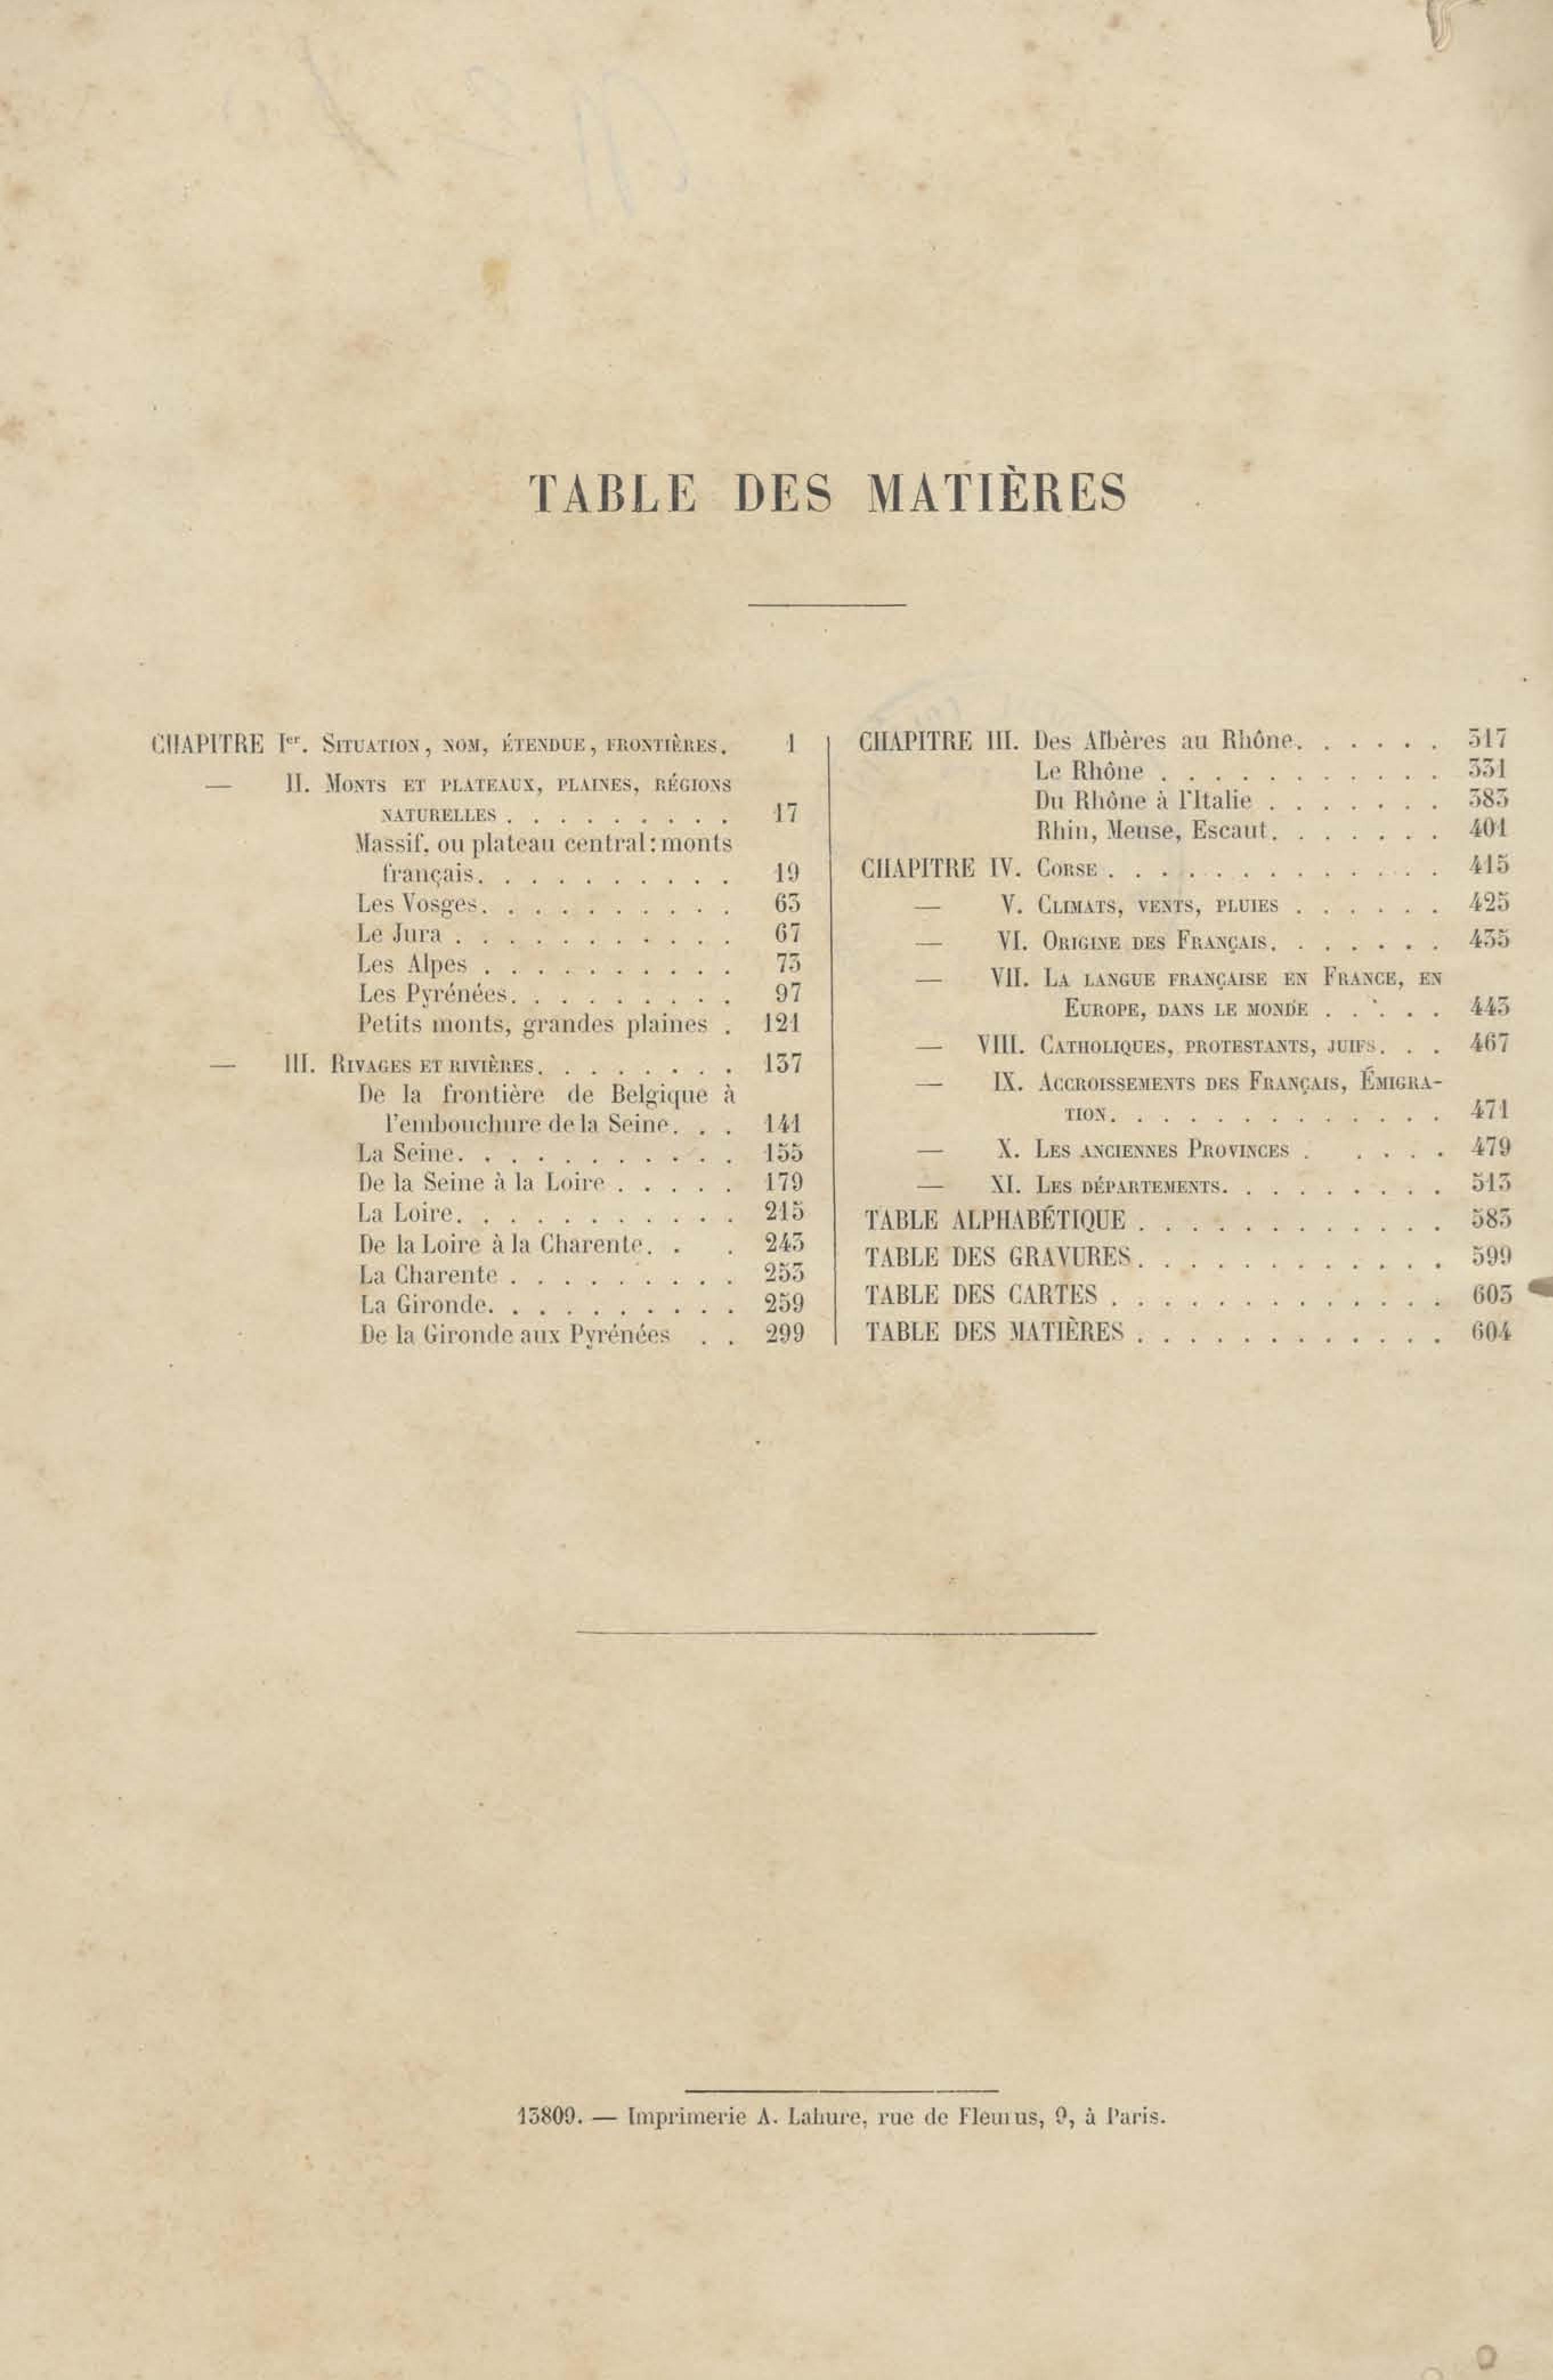 TABLE DES MATIÈRES
CHAPITRE Ier. Situation, nom, étendue, frontières. 1
— II. Monts et plateaux, plaines, régions
naturelles . . . . . . . . . 17
Massif, ou plateau central : monts
français. . . . . . . . . . 19
Les Vosges. . . . . . . . . . 63
Le Jura . . . . . . . . . . . 67
Les Alpes . . . . . . . . . . 73
Les Pyrénées. . . . . . . . . 97
Petits monts, grandes plaines . 121
— III. Rivages et rivières. . . . . . . . 137
De la frontière de Belgique à
l'embouchure de la Seine. . . 141
La Seine. . . . . . . . . . . 155
De la Seine à la Loire . . . . . 179
La Loire. . . . . . . . . . . 215
De la Loire à la Charente. . . 243
La Charente . . . . . . . . . 253
La Gironde. . . . . . . . . . 259
De la Gironde aux Pyrénées . . 299
CHAPITRE III. Des Albères au Rhône. . . . . . 317
Le Rhône . . . . . . . . . . . 331
Du Rhône à l'Italie . . . . . . . 383
Rhin, Meuse, Escaut. . . . . . . 401
CHAPITRE IV. Corse . . . . . . . . . . . . . 415
— V. Climats, vents, pluies . . . . . . 425
— VI. Origine des Français. . . . . . . 435
— VII. La langue française en France, en
Europe, dans le monde . . . . . 443
— VIII. Catholiques, protestants, juifs. . . 467
— IX. Accroissements des Français, Émigra-
tion. . . . . . . . . . . . . 471
— X. Les anciennes Provinces . . . . . 479
— XI. Les départements. . . . . . . . . 513
TABLE ALPHABÉTIQUE . . . . . . . . . . . . 583
TABLE DES GRAVURES. . . . . . . . . . . . 599
TABLE DES CARTES . . . . . . . . . . . . . 603
TABLE DES MATIÈRES . . . . . . . . . . . . 604
13809. — Imprimerie A. Lahure, rue de Fleurus, 9, à Paris.